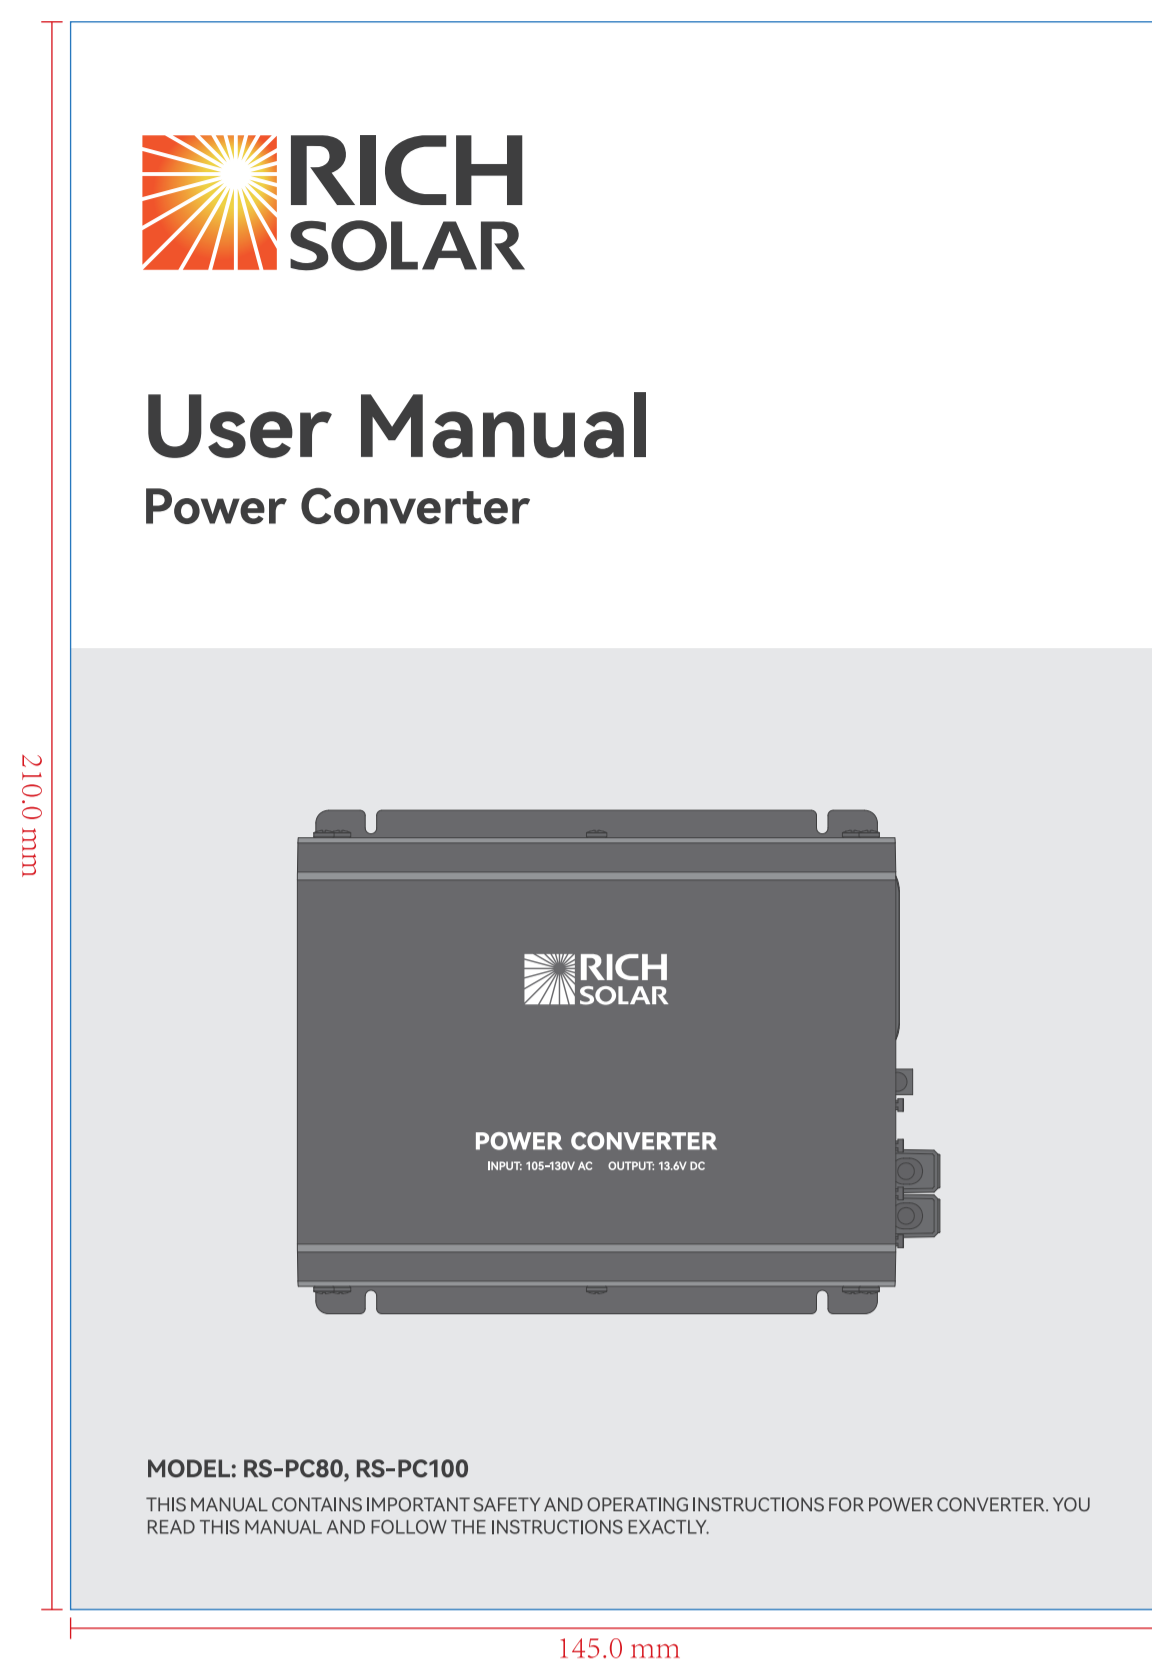 RICH
SOLAR
User Manual
Power Converter
210.0 mm
RICH
SOLAR
POWER CONVERTER
INPUT: 105-130V AC OUTPUT: 13.6V DC
MODEL: RS-PC80, RS-PC100
THIS MANUAL CONTAINS IMPORTANT SAFETY AND OPERATING INSTRUCTIONS FOR POWER CONVERTER. YOU
READ THIS MANUAL AND FOLLOW THE INSTRUCTIONS EXACTLY.
145.0 mm